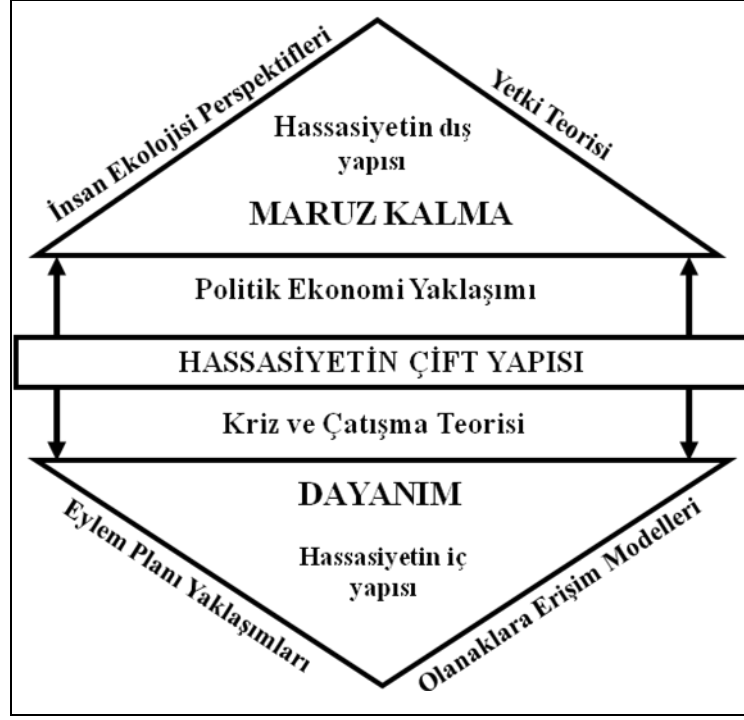 İnsan Ekolojisi Perspektifleri
Yetki Teorisi
Hassasiyetin dış
yapısı
MARUZ KALMA
Politik Ekonomi Yaklaşımı
HASSASİYETİN ÇİFT YAPISI
Kriz ve Çatışma Teorisi
DAYANIM
Hassasiyetin iç
yapısı
Eylem Planı Yaklaşımları
Olanaklara Erişim Modelleri